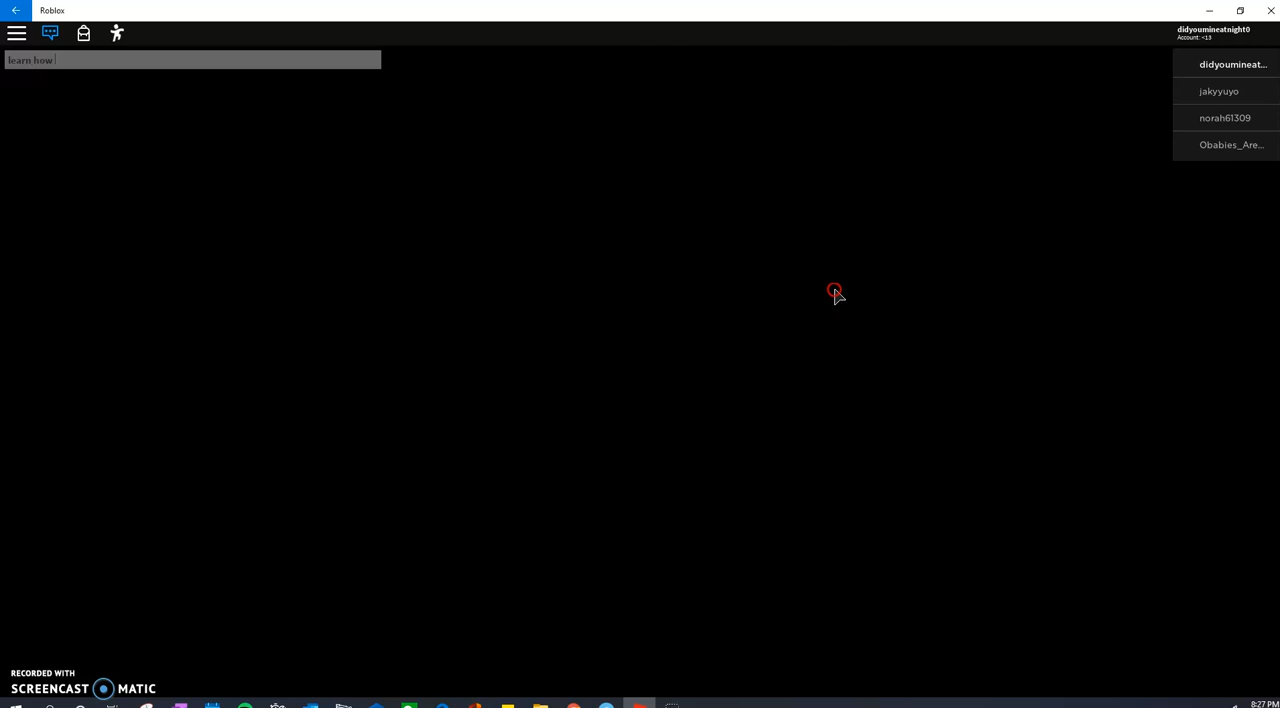 Roblox
didyoumineatnight0
Account: <13
learn how
didyoumineat...
jakyyuyo
norah61309
Obabies_Are...
RECORDED WITH
SCREENCAST MATIC
8:27 PM